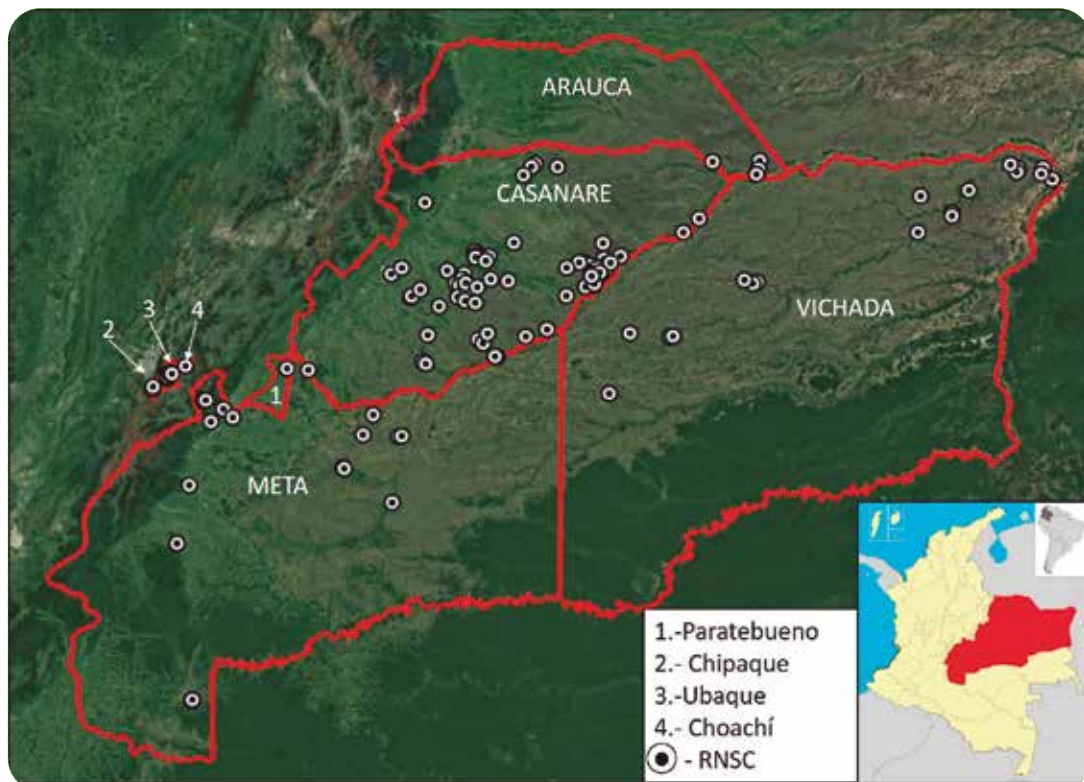 ARAUCA
CASANARE
VICHADA
3
4
2
1
META
1.-Paratebueno
2.- Chipaque
3.-Ubaque
4.- Choachí
- RNSC